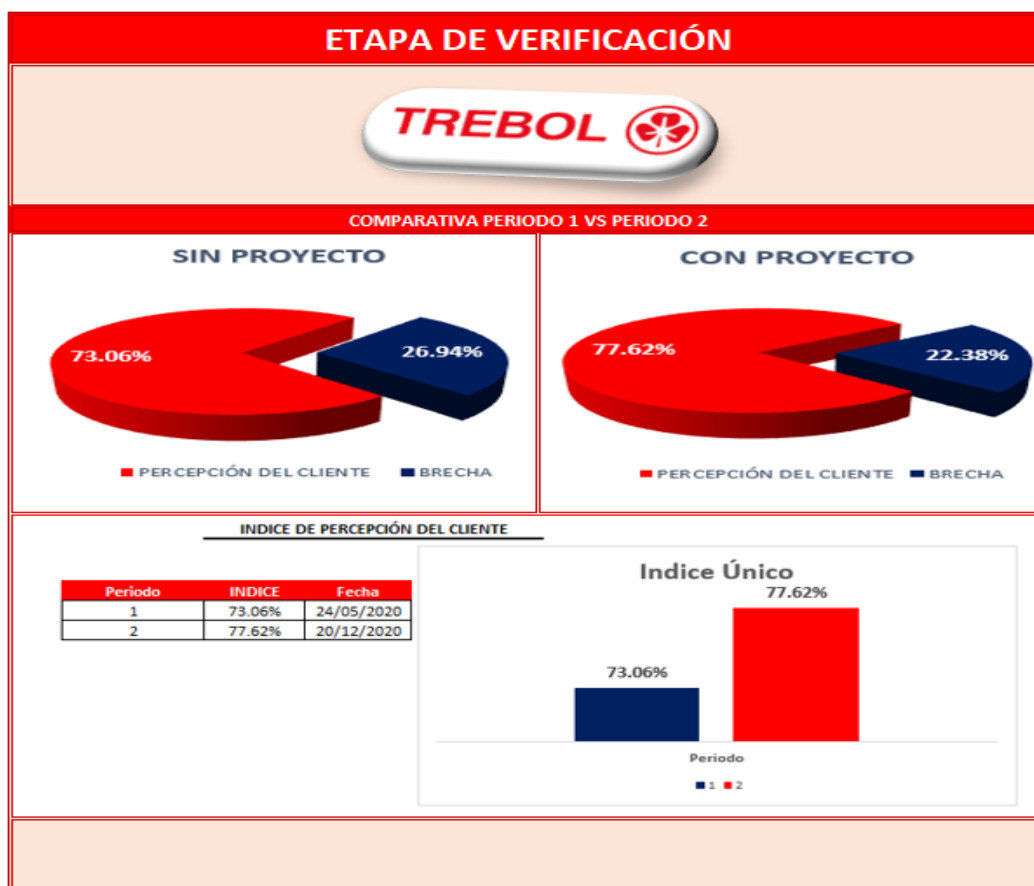 ETAPA DE VERIFICACIÓN
TREBOL
COMPARATIVA PERIODO 1 VS PERIODO 2
SIN PROYECTO
73.06%
26.94%
PERCEPCIÓN DEL CLIENTE BRECHA
CON PROYECTO
77.62%
22.38%
PERCEPCIÓN DEL CLIENTE BRECHA
INDICE DE PERCEPCIÓN DEL CLIENTE
Periodo INDICE Fecha
1 73.06% 24/05/2020
2 77.62% 20/12/2020
Indice Único
77.62%
73.06%
Periodo
1 2